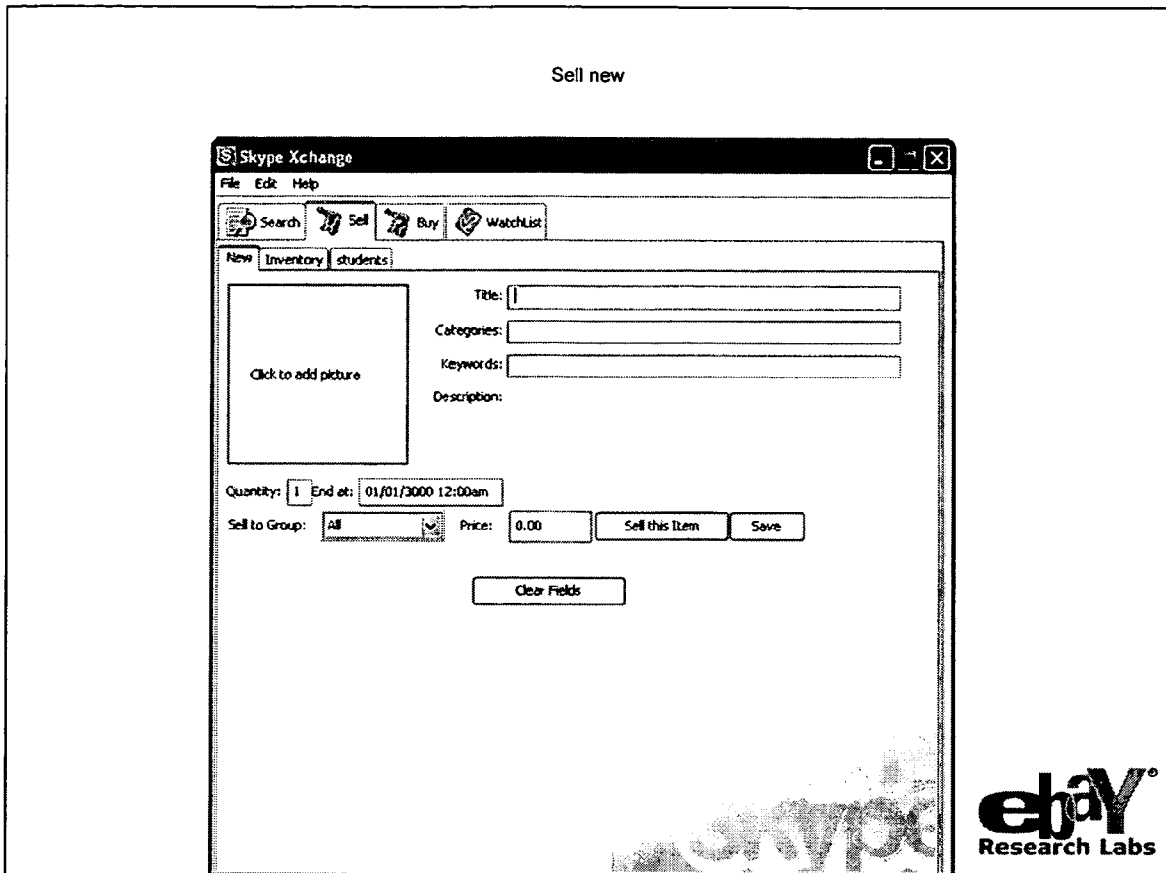 Sell new
Skype Xchange
File Edit Help
Search Sell Buy WatchList
New Inventory students
Title:
Categories:
Click to add picture
Keywords:
Description:
Quantity: 1 End at: 01/01/3000 12:00am
Sell to Group: All Price: 0.00 Sell this Item Save
Clear Fields
skype
ebay®
Research Labs